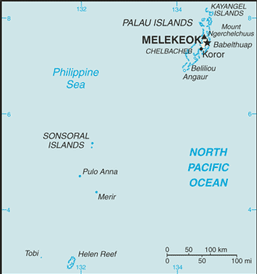 132
134
KAYANGEL
ISLANDS
PALAU ISLANDS
Mount
Ngerchelchuus
8
8
MELEKEOK
Babelthuap
CHELBACHEB
Koror
Beliliou
Angaur
Philippine
Sea
SONSORAL
ISLANDS
NORTH
PACIFIC
OCEAN
Pulo Anna
Merir
4
4
Tobi
Helen Reef
0 50 100 km
0 50 100 mi
132
134